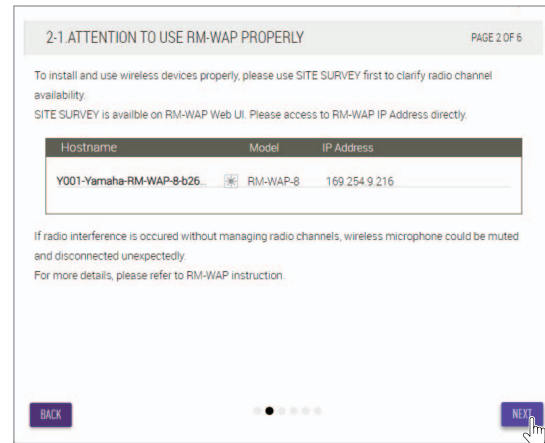 2-1.ATTENTION TO USE RM-WAP PROPERLY PAGE 2 OF 6
To install and use wireless devices properly, please use SITE SURVEY first to clarify radio channel
availability.
SITE SURVEY is availble on RM-WAP Web UI. Please access to RM-WAP IP Address directly.
Hostname Model IP Address
Y001-Yamaha-RM-WAP-8-b26... RM-WAP-8 169.254.9.216
If radio interference is occured without managing radio channels, wireless microphone could be muted
and disconnected unexpectedly.
For more details, please refer to RM-WAP instruction.
BACK NEXT